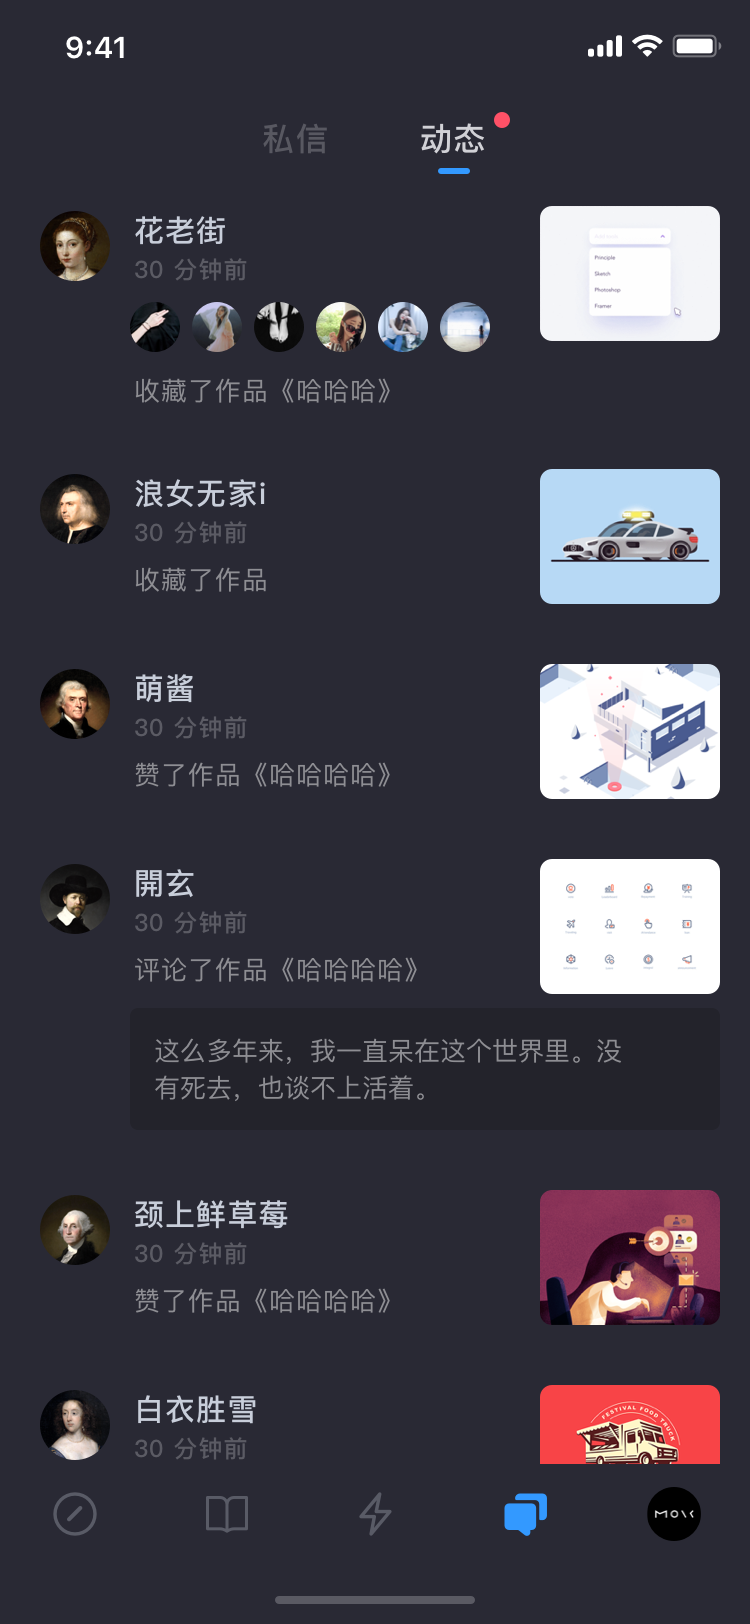 9:41
私信
动态
花老街
30 分钟前
Principle
Sketch
Photoshop
Framer
收藏了作品《哈哈哈》
浪女无家i
30 分钟前
收藏了作品
萌酱
30 分钟前
赞了作品《哈哈哈哈》
開玄
30 分钟前
评论了作品《哈哈哈哈》
这么多年来，我一直呆在这个世界里。没
有死去，也谈不上活着。
颈上鲜草莓
30 分钟前
赞了作品《哈哈哈哈》
白衣胜雪
30 分钟前
FESTIVAL FOOD TRUCK